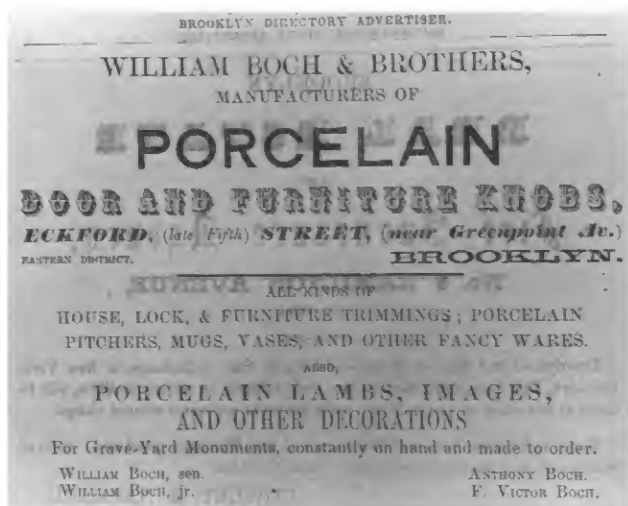 BROOKLYN DIRECTORY ADVERTISER.
WILLIAM BOCH & BROTHERS,
MANUFACTURERS OF
PORCELAIN
DOOR AND FURNITURE KNOBS,
ECKFORD, (late Fifth) STREET, (near Greenpoint Av.)
EASTERN DISTRICT. BROOKLYN.
ALL KINDS OF
HOUSE, LOCK, & FURNITURE TRIMMINGS; PORCELAIN
PITCHERS, MUGS, VASES, AND OTHER FANCY WARES.
ALSO,
PORCELAIN LAMBS, IMAGES,
AND OTHER DECORATIONS
For Grave-Yard Monuments, constantly on hand and made to order.
WILLIAM BOCH, sen. ANTHONY BOCH.
WILLIAM BOCH, jr. F. VICTOR BOCH.